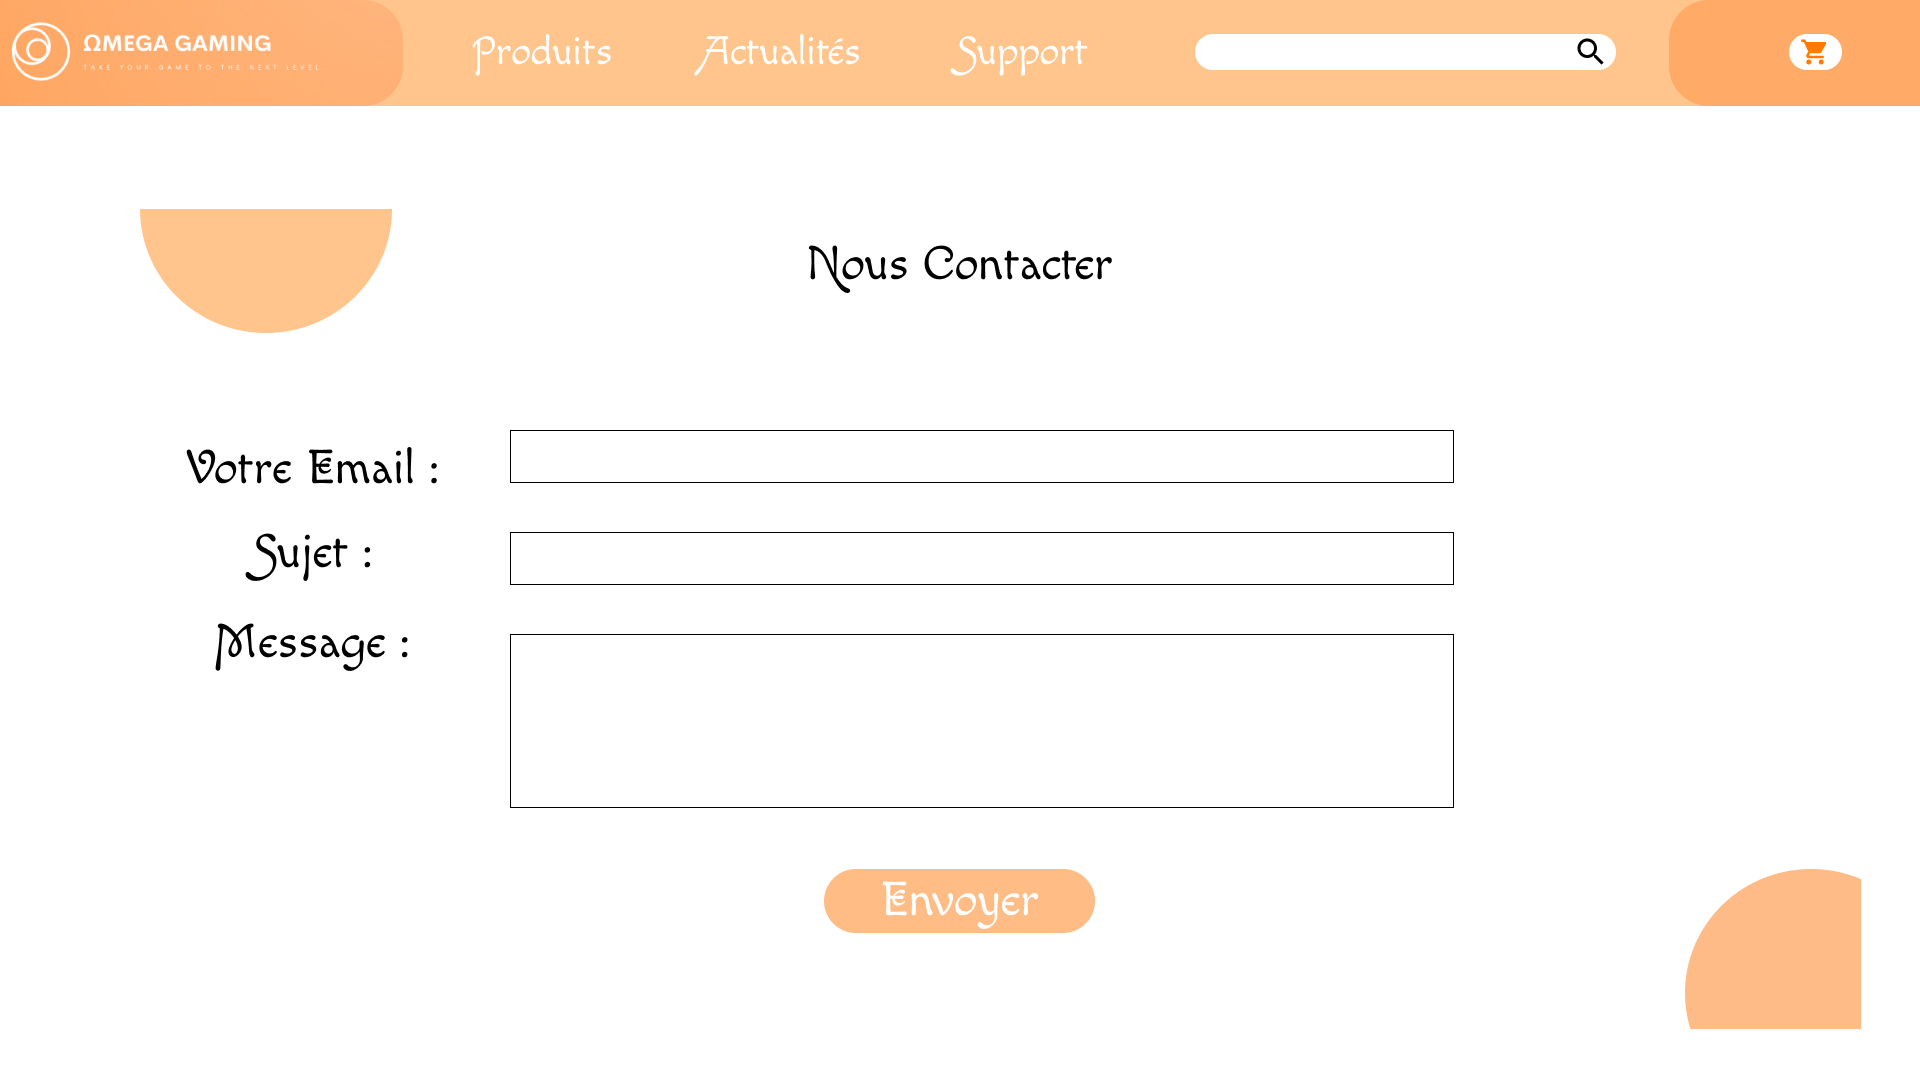 ΩMEGA GAMING
TAKE YOUR GAME TO THE NEXT LEVEL
Produits
Actualités
Support
Nous Contacter
Votre Email :
Sujet :
Message :
Envoyer